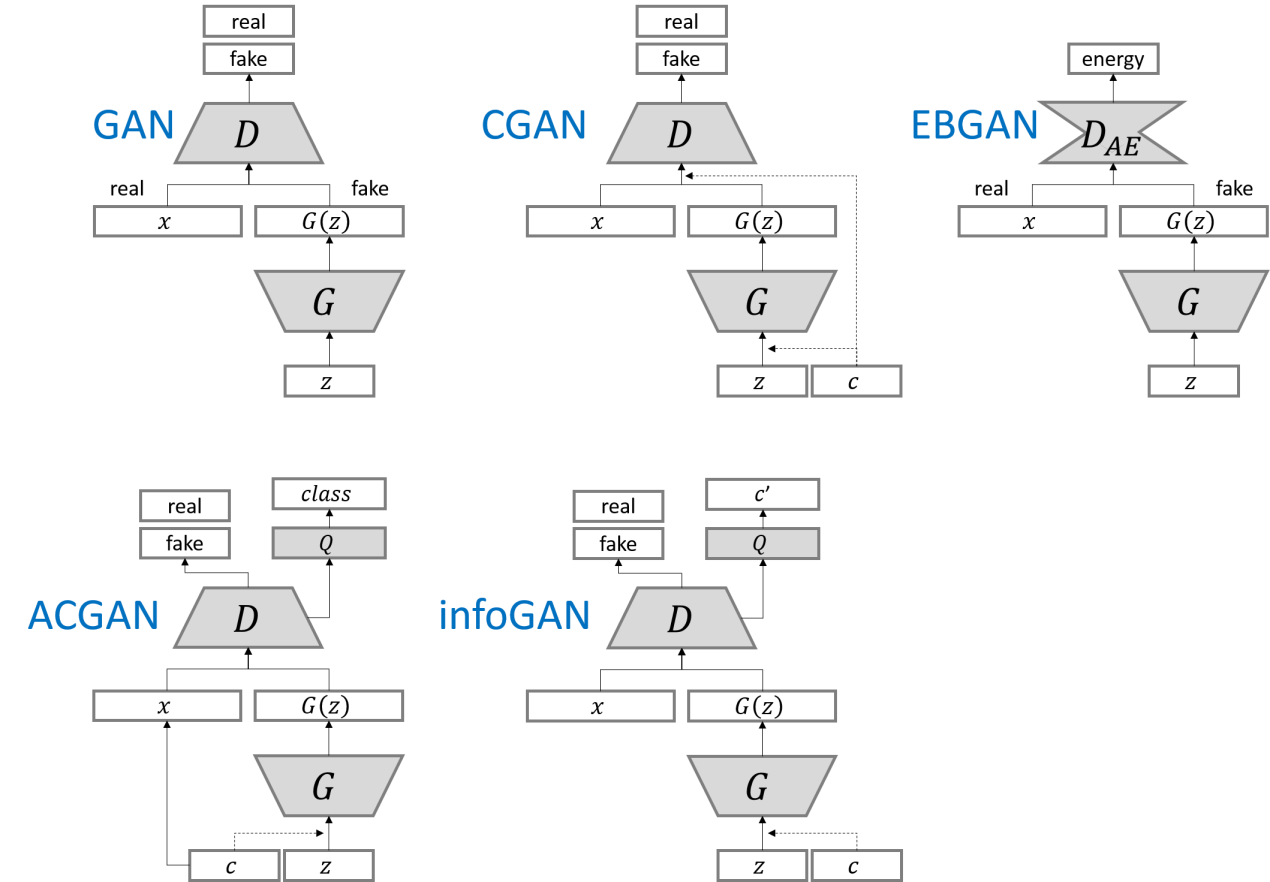 real
fake
GAN
D
real
fake
x
G(z)
G
z
real
fake
CGAN
D
x
G(z)
G
z
c
energy
EBGAN
D_AE
real
fake
x
G(z)
G
z
real
fake
class
Q
ACGAN
D
x
G(z)
G
c
z
real
fake
c'
Q
infoGAN
D
x
G(z)
G
z
c